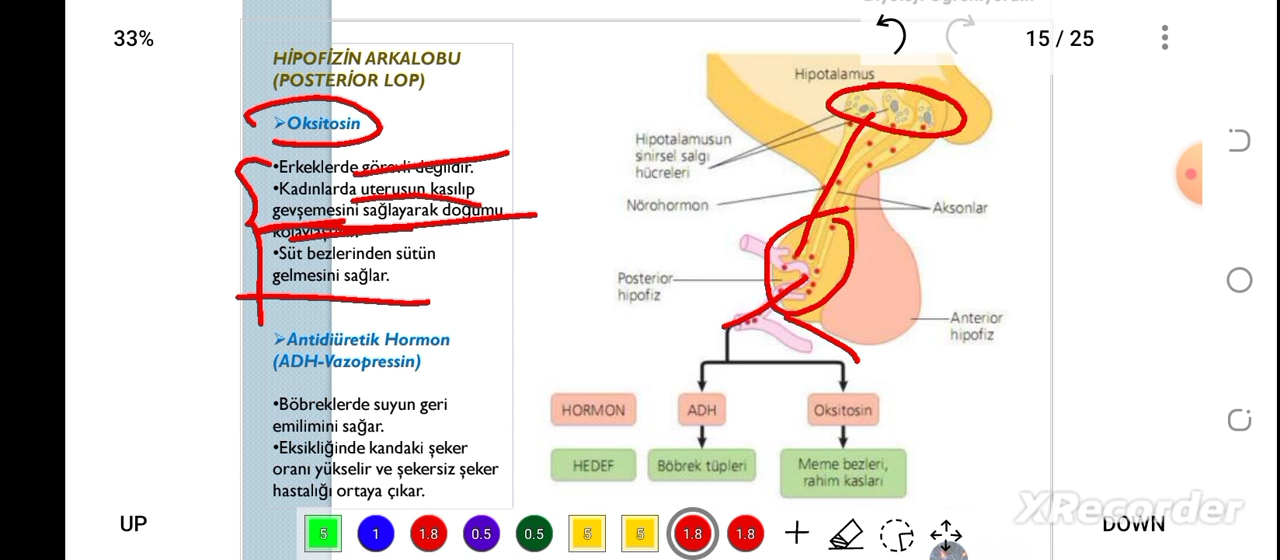 33%
15 / 25
HİPOFİZİN ARKALOBU
(POSTERİOR LOP)
➢Oksitosin
•Erkeklerde görevli değildir.
•Kadınlarda uterusun kasılıp
gevşemesini sağlayarak doğumu
•Süt bezlerinden sütün
gelmesini sağlar.
➢Antidiüretik Hormon
(ADH-Vazopressin)
•Böbreklerde suyun geri
emilimini sağar.
•Eksikliğinde kandaki şeker
oranı yükselir ve şekersiz şeker
hastalığı ortaya çıkar.
Hipotalamus
Hipotalamusun
sinirsel salgı
hücreleri
Nörohormon
Aksonlar
Posterior
hipofiz
Anterior
hipofiz
HORMON
ADH
Oksitosin
HEDEF
Böbrek tüpleri
Meme bezleri,
rahim kasları
UP
5
1
1.8
0.5
0.5
5
5
1.8
1.8
DOWN
XRecorder